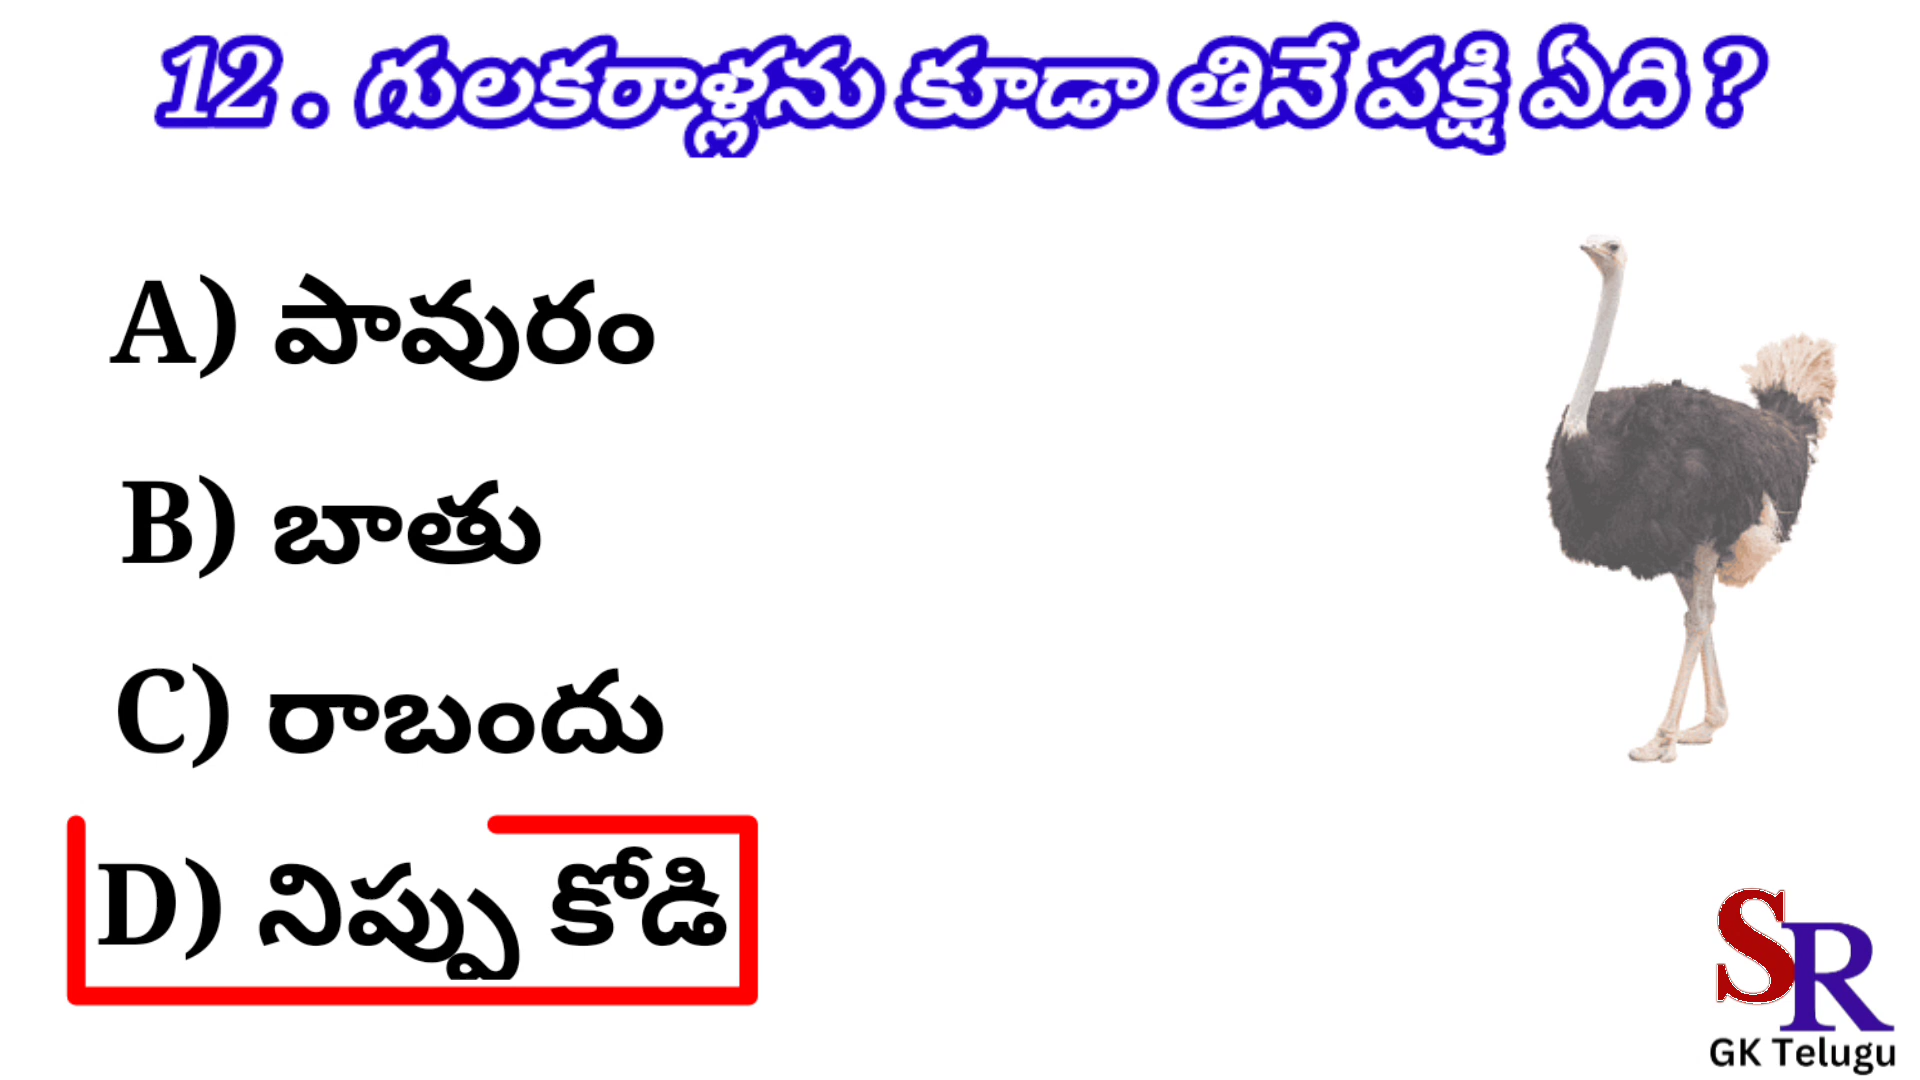 12 . గులకరాళ్లను కూడా తినే పక్షి ఏది ?
A) పావురం
B) బాతు
C) రాబందు
D) నిప్పు కోడి
SR
GK Telugu